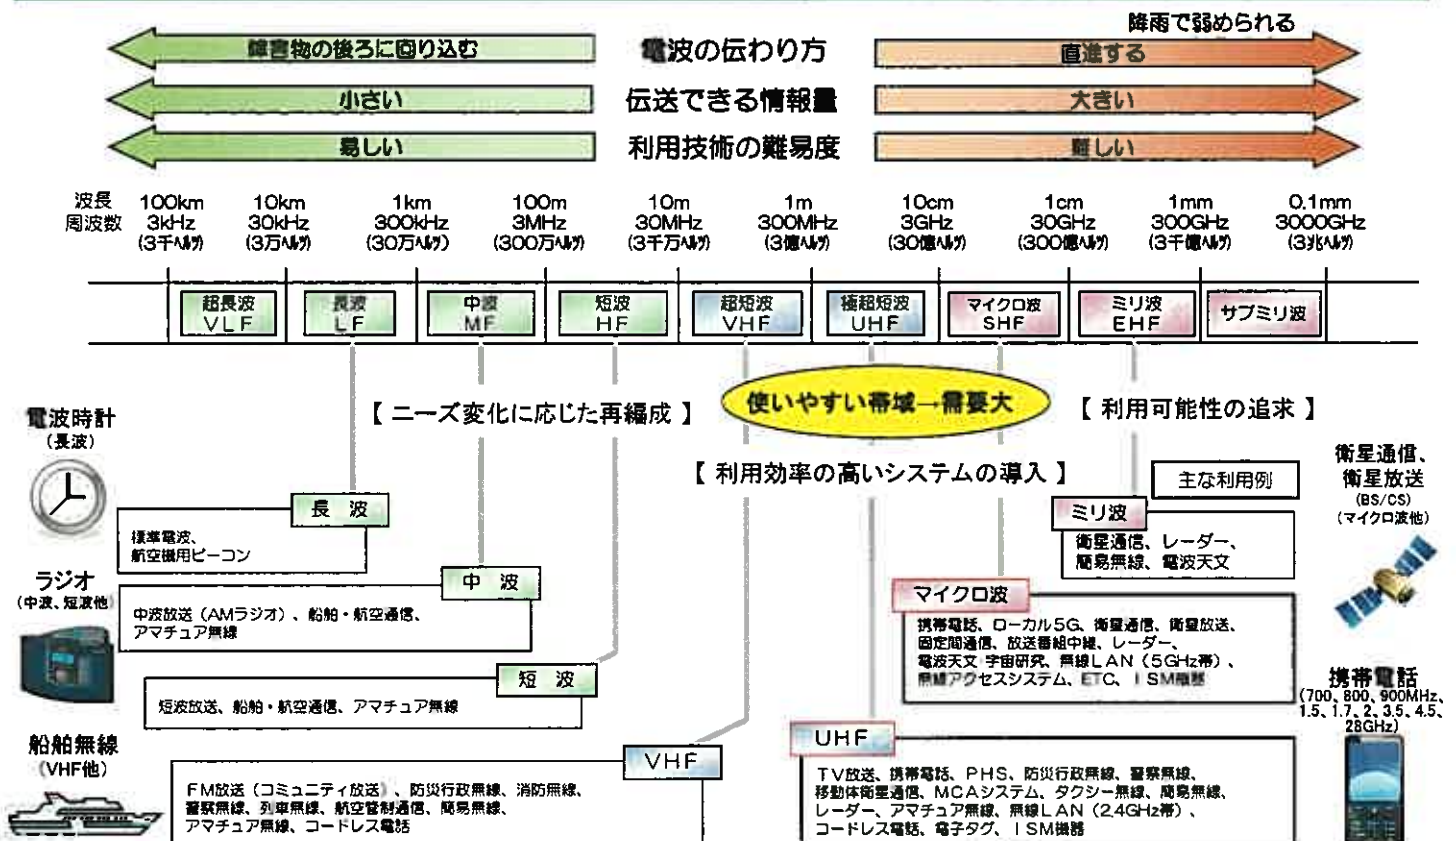 降雨で弱められる
障害物の後ろに回り込む 電波の伝わり方 直進する
小さい 伝送できる情報量 大きい
易しい 利用技術の難易度 難しい
波長 100km 10km 1km 100m 10m 1m 10cm 1cm 1mm 0.1mm
周波数 3kHz 30kHz 300kHz 3MHz 30MHz 300MHz 3GHz 30GHz 300GHz 3000GHz
(3千ヘルツ) (3万ヘルツ) (30万ヘルツ) (300万ヘルツ) (3千万ヘルツ) (3億ヘルツ) (30億ヘルツ) (300億ヘルツ) (3千億ヘルツ) (3兆ヘルツ)
超長波 長波 中波 短波 超短波 極超短波 マイクロ波 ミリ波 サブミリ波
VLF LF MF HF VHF UHF SHF EHF
使いやすい帯域→需要大
【 ニーズ変化に応じた再編成 】
【 利用可能性の追求 】
【 利用効率の高いシステムの導入 】
主な利用例
電波時計
(長波)
長 波
標準電波、
航空機用ビーコン
ラジオ
(中波、短波他)
中 波
中波放送（AMラジオ）、船舶・航空通信、
アマチュア無線
短 波
短波放送、船舶・航空通信、アマチュア無線
船舶無線
(VHF他)
VHF
FM放送（コミュニティ放送）、防災行政無線、消防無線、
警察無線、列車無線、航空管制通信、簡易無線、
アマチュア無線、コードレス電話
ミリ波
衛星通信、レーダー、
簡易無線、電波天文
マイクロ波
携帯電話、ローカル5G、衛星通信、衛星放送、
固定間通信、放送番組中継、レーダー、
電波天文・宇宙研究、無線LAN（5GHz帯）、
無線アクセスシステム、ETC、ISM機器
UHF
TV放送、携帯電話、PHS、防災行政無線、警察無線、
移動体衛星通信、MCAシステム、タクシー無線、簡易無線、
レーダー、アマチュア無線、無線LAN（2.4GHz帯）、
コードレス電話、電子タグ、ISM機器
衛星通信、
衛星放送
(BS/CS)
(マイクロ波他)
携帯電話
(700、800、900MHz、
1.5、1.7、2、3.5、4.5、
28GHz)